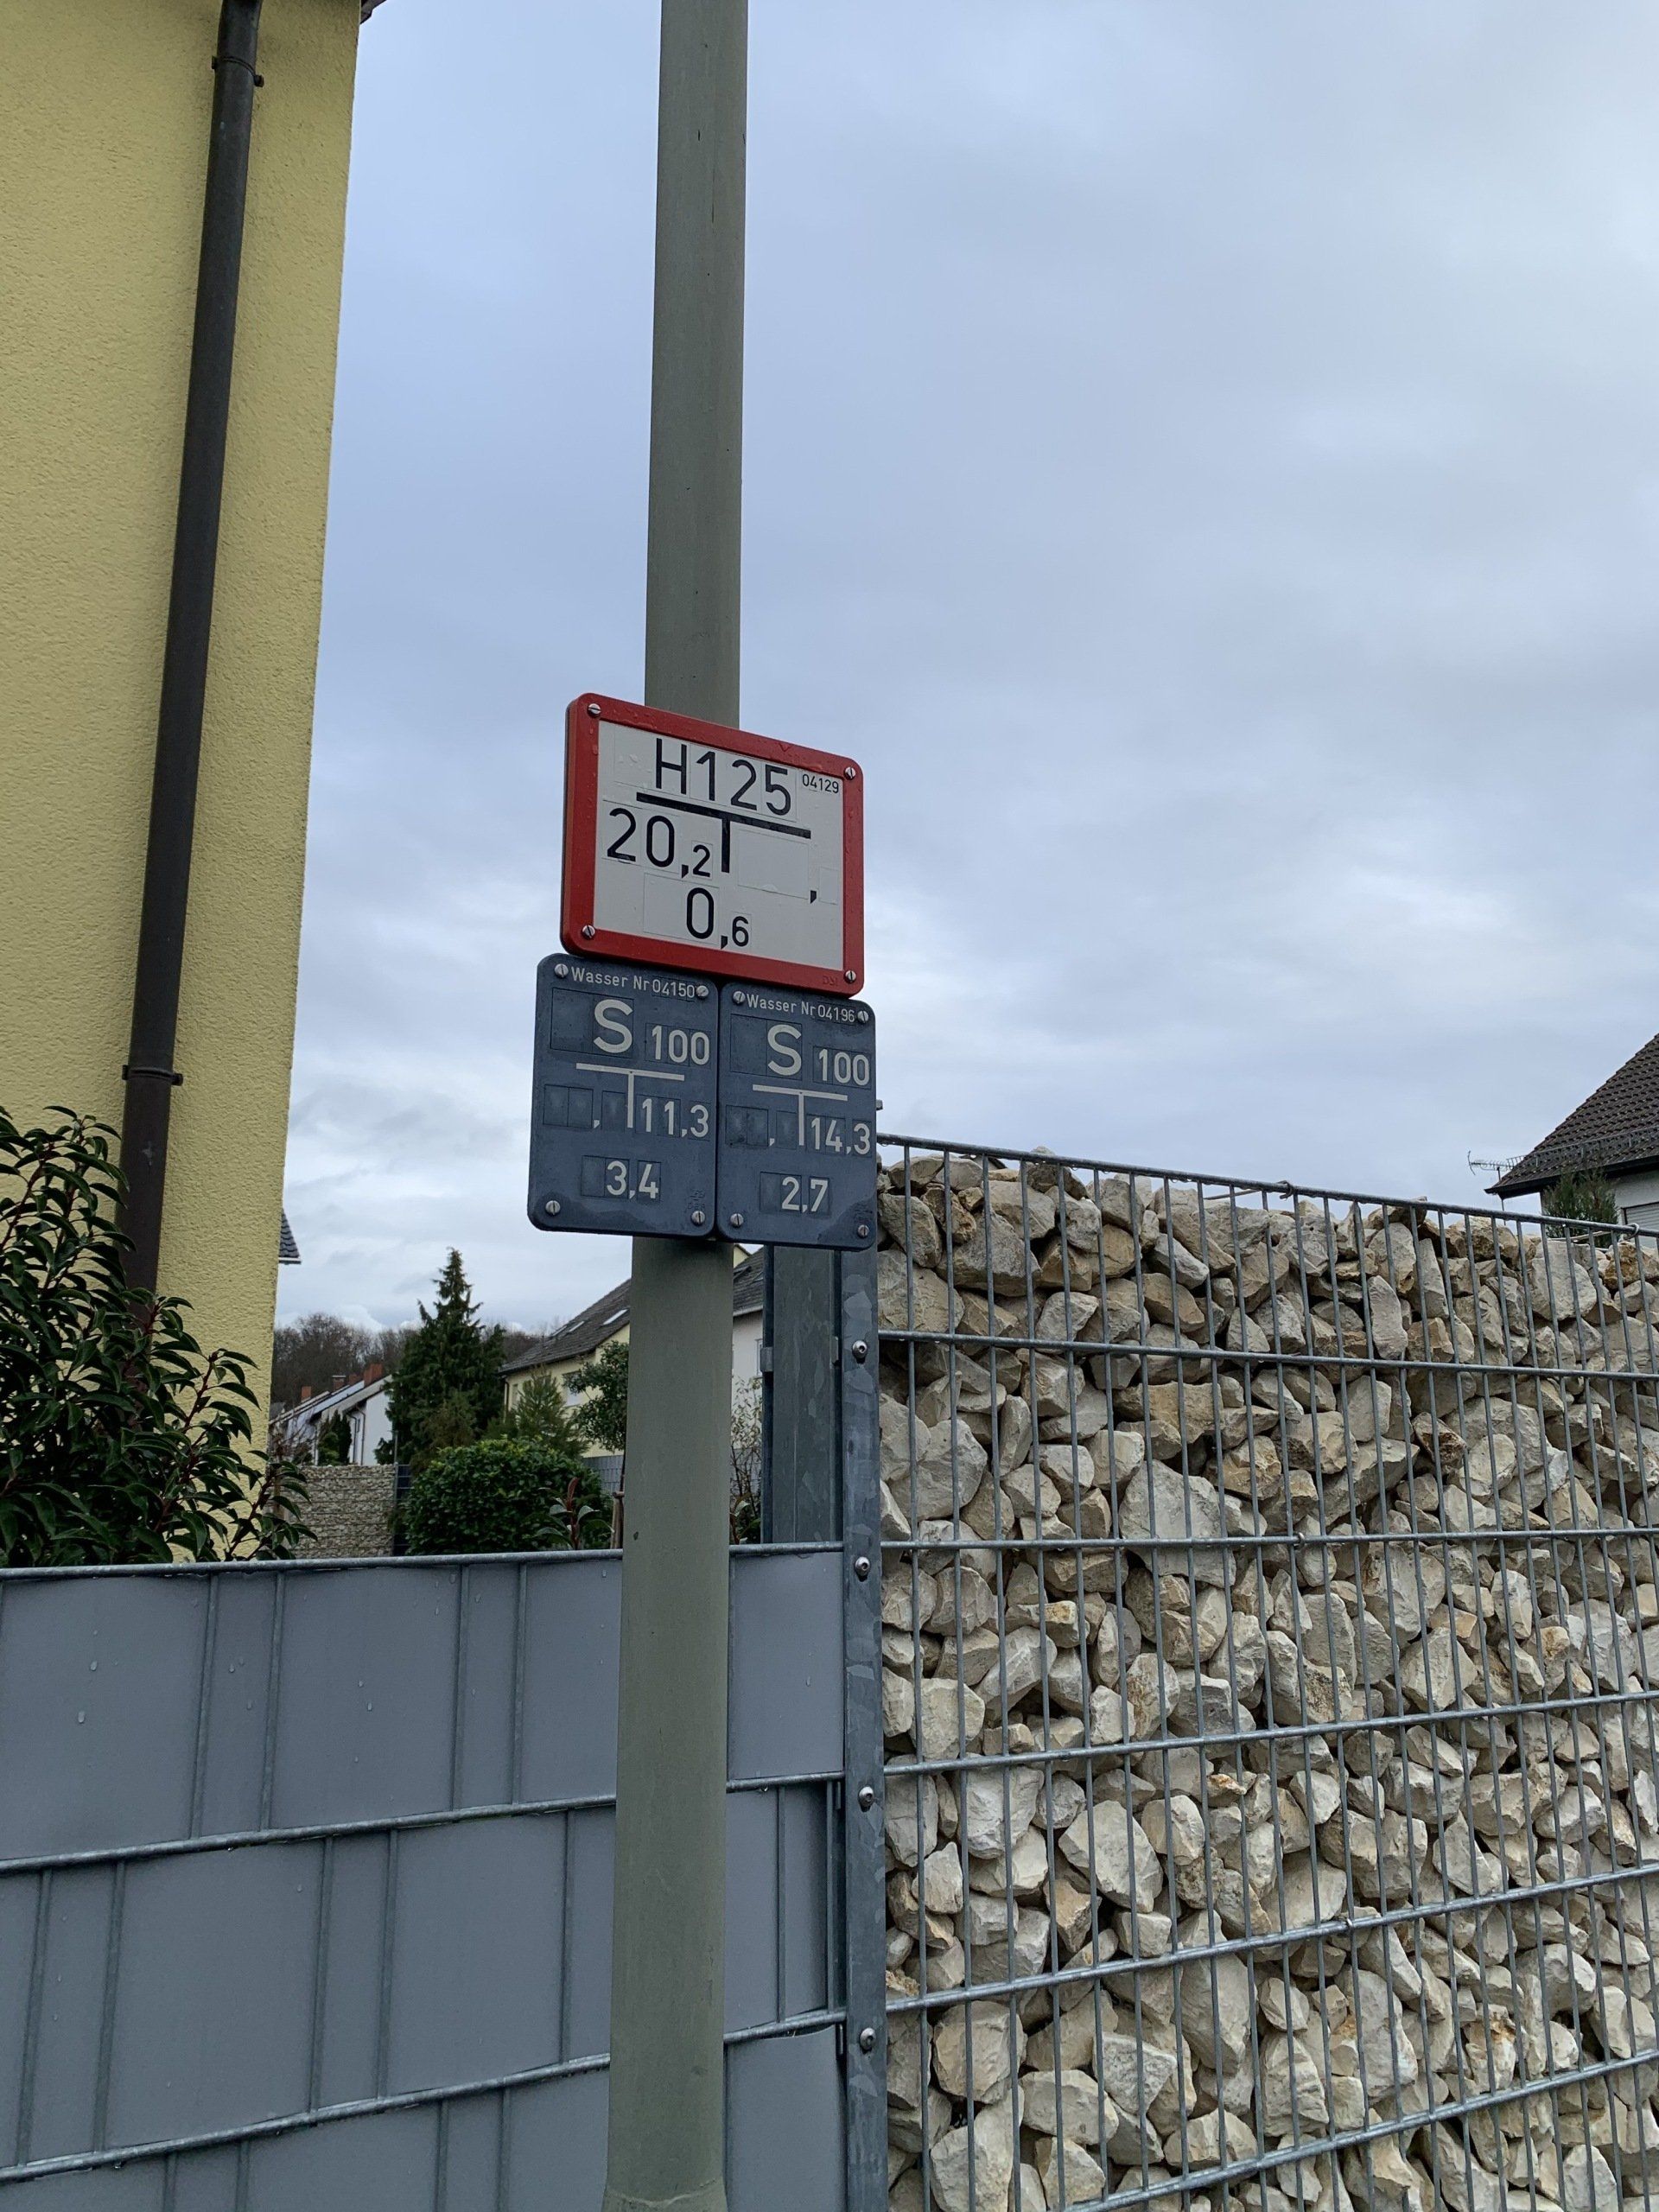 H125 04129
20,2 ,
0,6
Wasser Nr 04150
S 100
, 11,3
3,4
Wasser Nr 04196
S 100
, 14,3
2,7